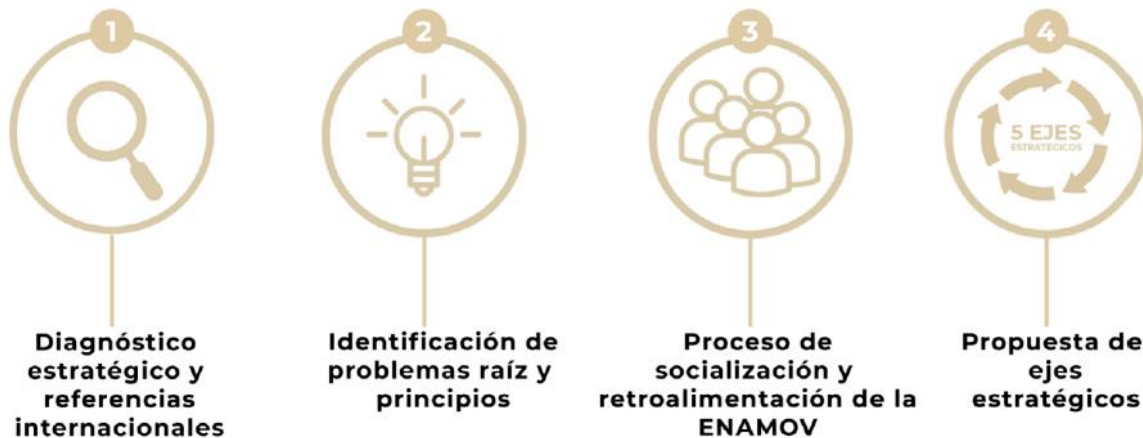 1
Diagnóstico
estratégico y
referencias
internacionales
2
Identificación de
problemas raíz y
principios
3
Proceso de
socialización y
retroalimentación de la
ENAMOV
4
5 EJES
ESTRATEGICOS
Propuesta de
ejes
estratégicos